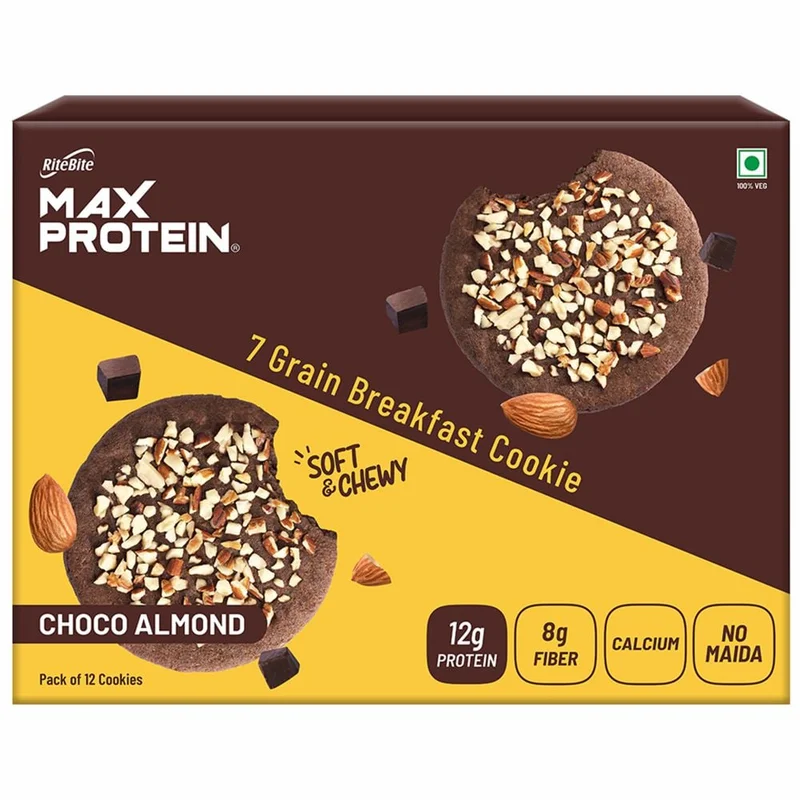 RiteBite
MAX
PROTEIN®
100% VEG
7 Grain Breakfast Cookie
SOFT
& CHEWY
CHOCO ALMOND
Pack of 12 Cookies
12g
PROTEIN
8g
FIBER
CALCIUM
NO
MAIDA